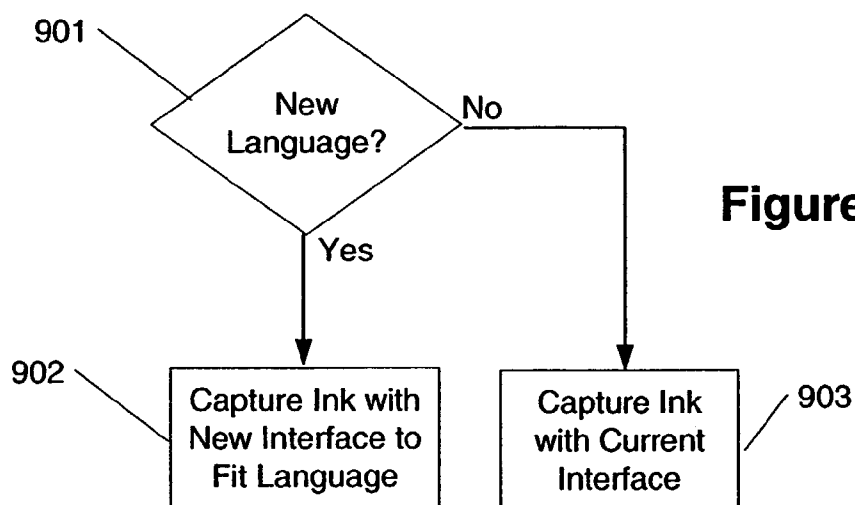 901
New
Language?
No
Figure
Yes
902
Capture Ink with
New Interface to
Fit Language
Capture Ink
with Current
Interface
903